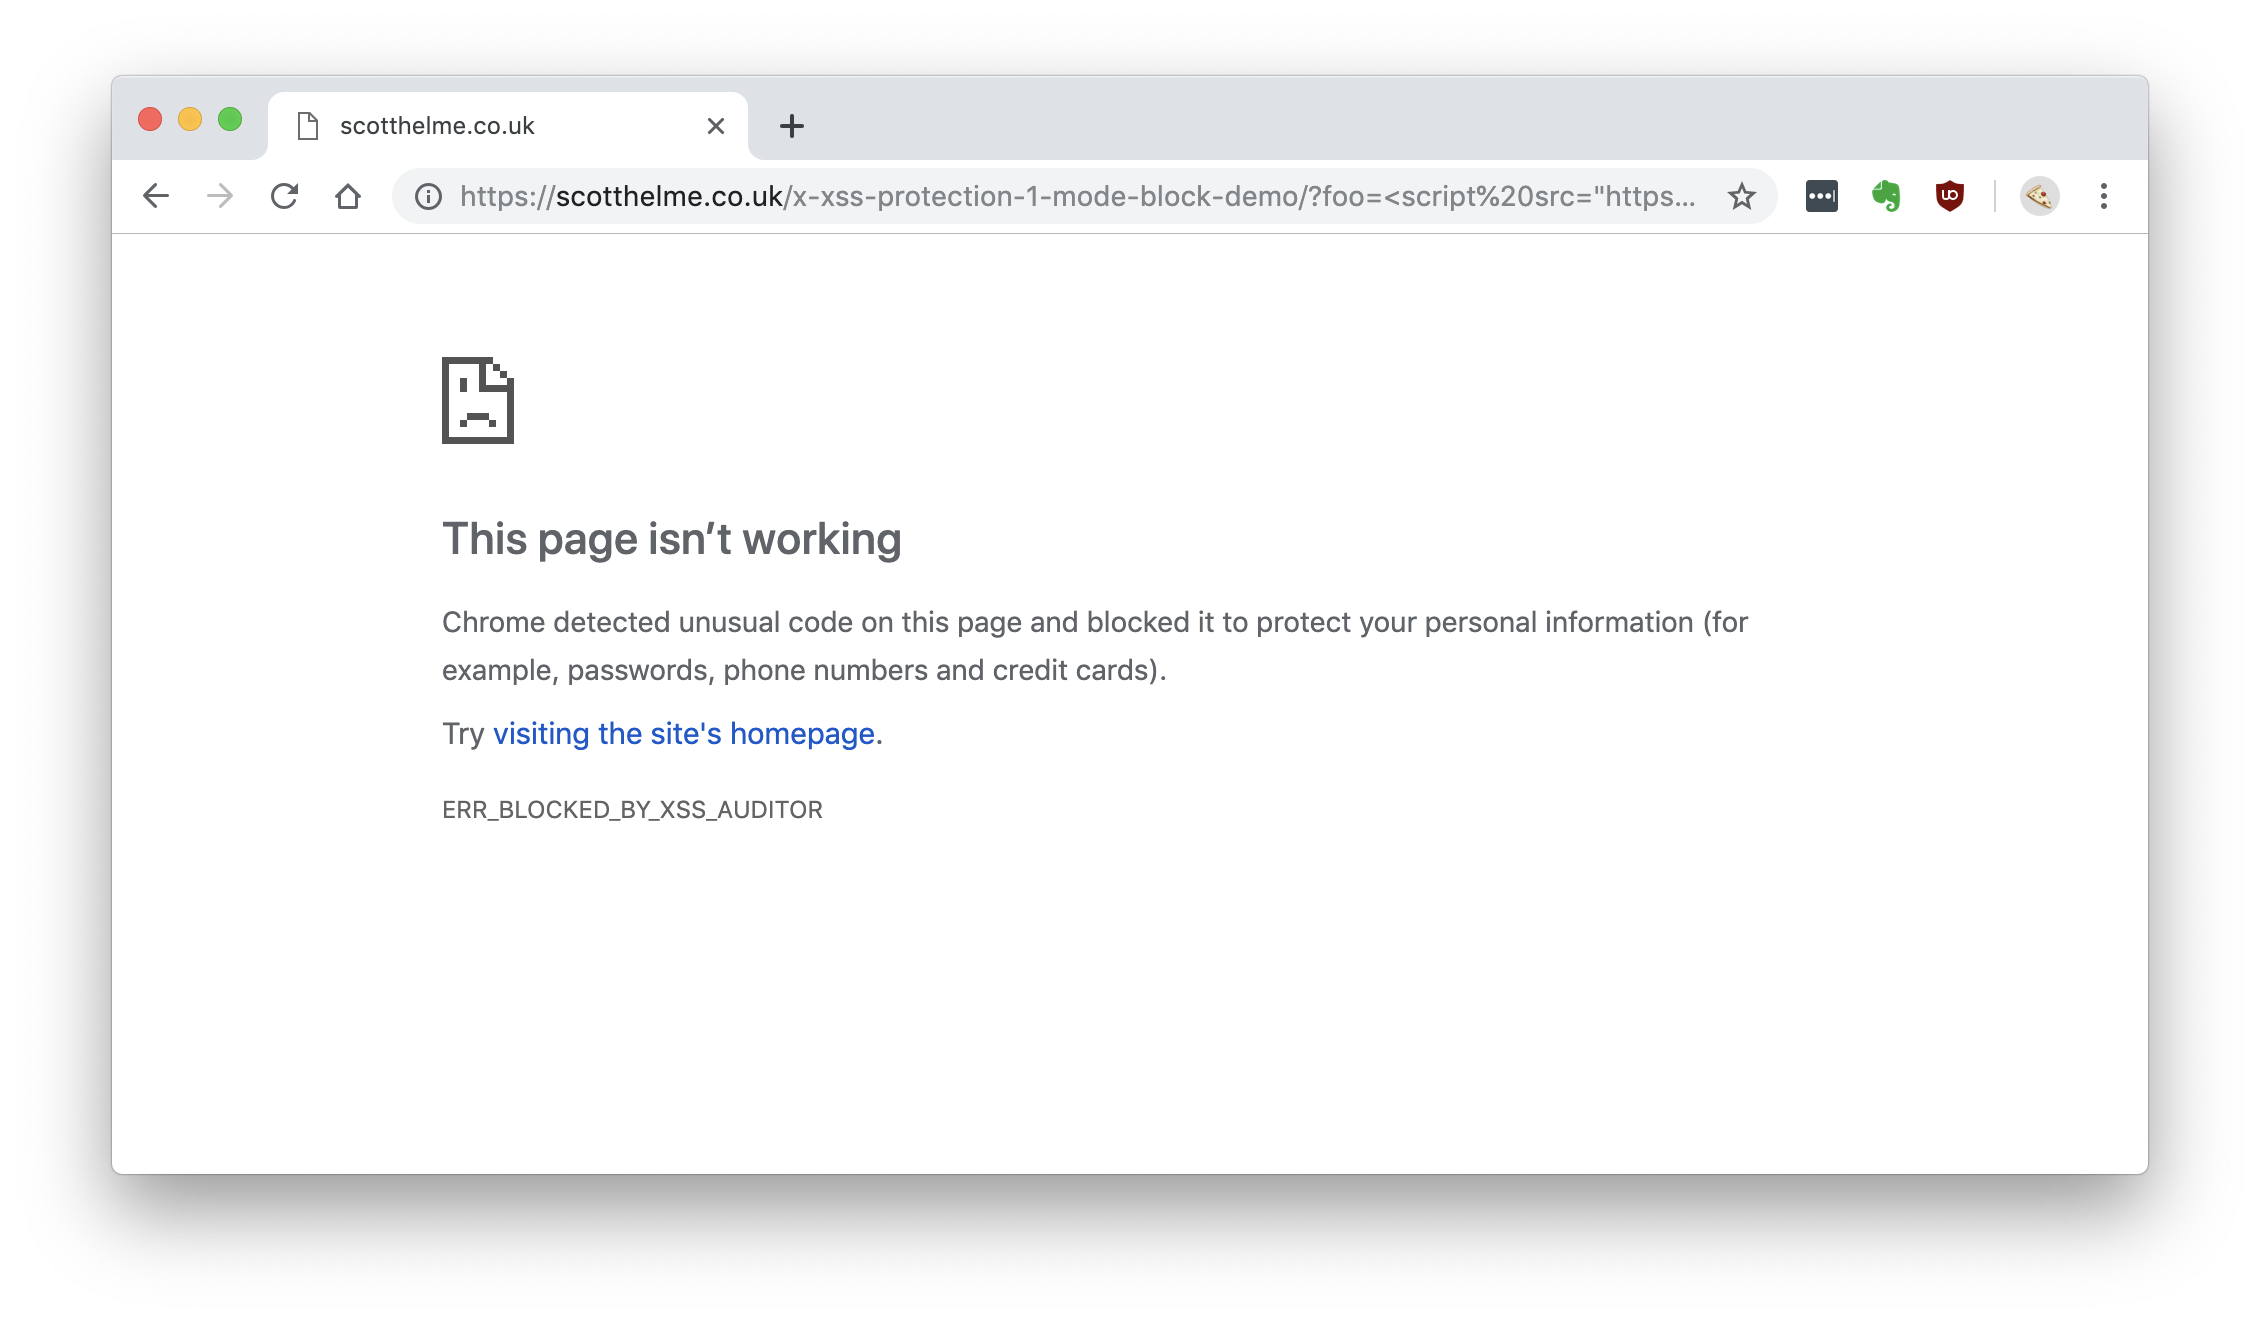 scotthelme.co.uk
https://scotthelme.co.uk/x-xss-protection-1-mode-block-demo/?foo=<script%20src="https...
This page isn’t working
Chrome detected unusual code on this page and blocked it to protect your personal information (for
example, passwords, phone numbers and credit cards).
Try visiting the site's homepage.
ERR_BLOCKED_BY_XSS_AUDITOR